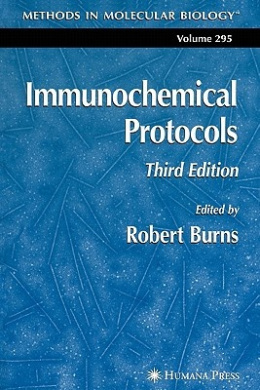 METHODS IN MOLECULAR BIOLOGY™
Volume 295
Immunochemical
Protocols
Third Edition
Edited by
Robert Burns
HUMANA PRESS